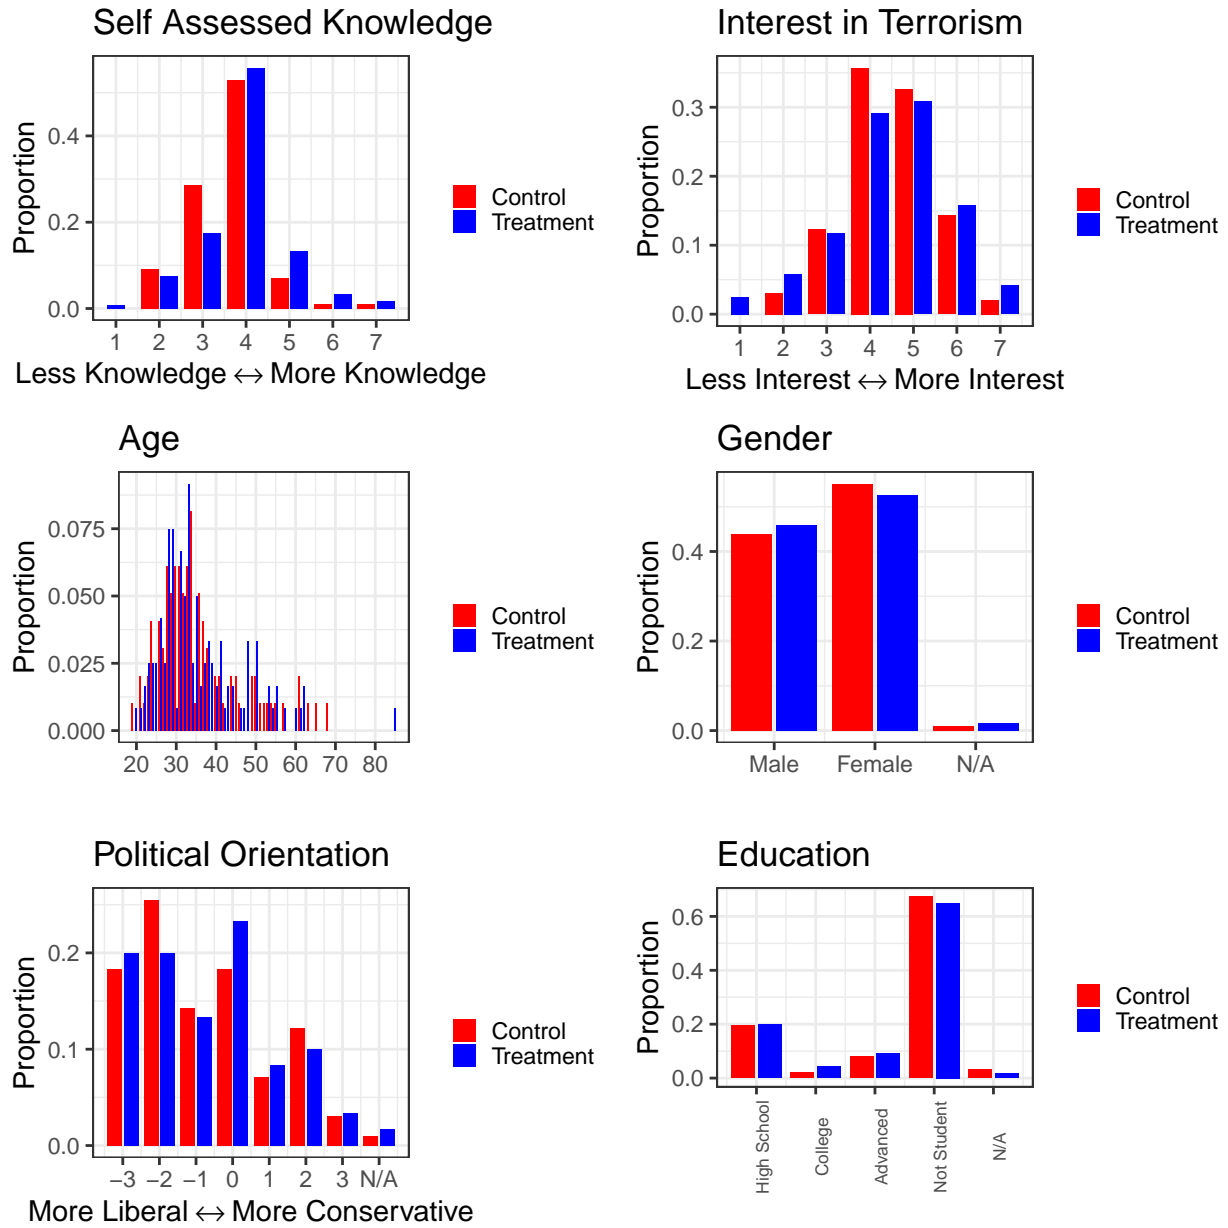 Self Assessed Knowledge
Proportion
0.4
0.2
0.0
1 2 3 4 5 6 7
Less Knowledge ↔ More Knowledge
Control
Treatment
Interest in Terrorism
Proportion
0.3
0.2
0.1
0.0
1 2 3 4 5 6 7
Less Interest ↔ More Interest
Control
Treatment
Age
Proportion
0.075
0.050
0.025
0.000
20 30 40 50 60 70 80
Control
Treatment
Gender
Proportion
0.4
0.2
0.0
Male Female N/A
Control
Treatment
Political Orientation
Proportion
0.2
0.1
0.0
−3 −2 −1 0 1 2 3 N/A
More Liberal ↔ More Conservative
Control
Treatment
Education
Proportion
0.6
0.4
0.2
0.0
High School
College
Advanced
Not Student
N/A
Control
Treatment